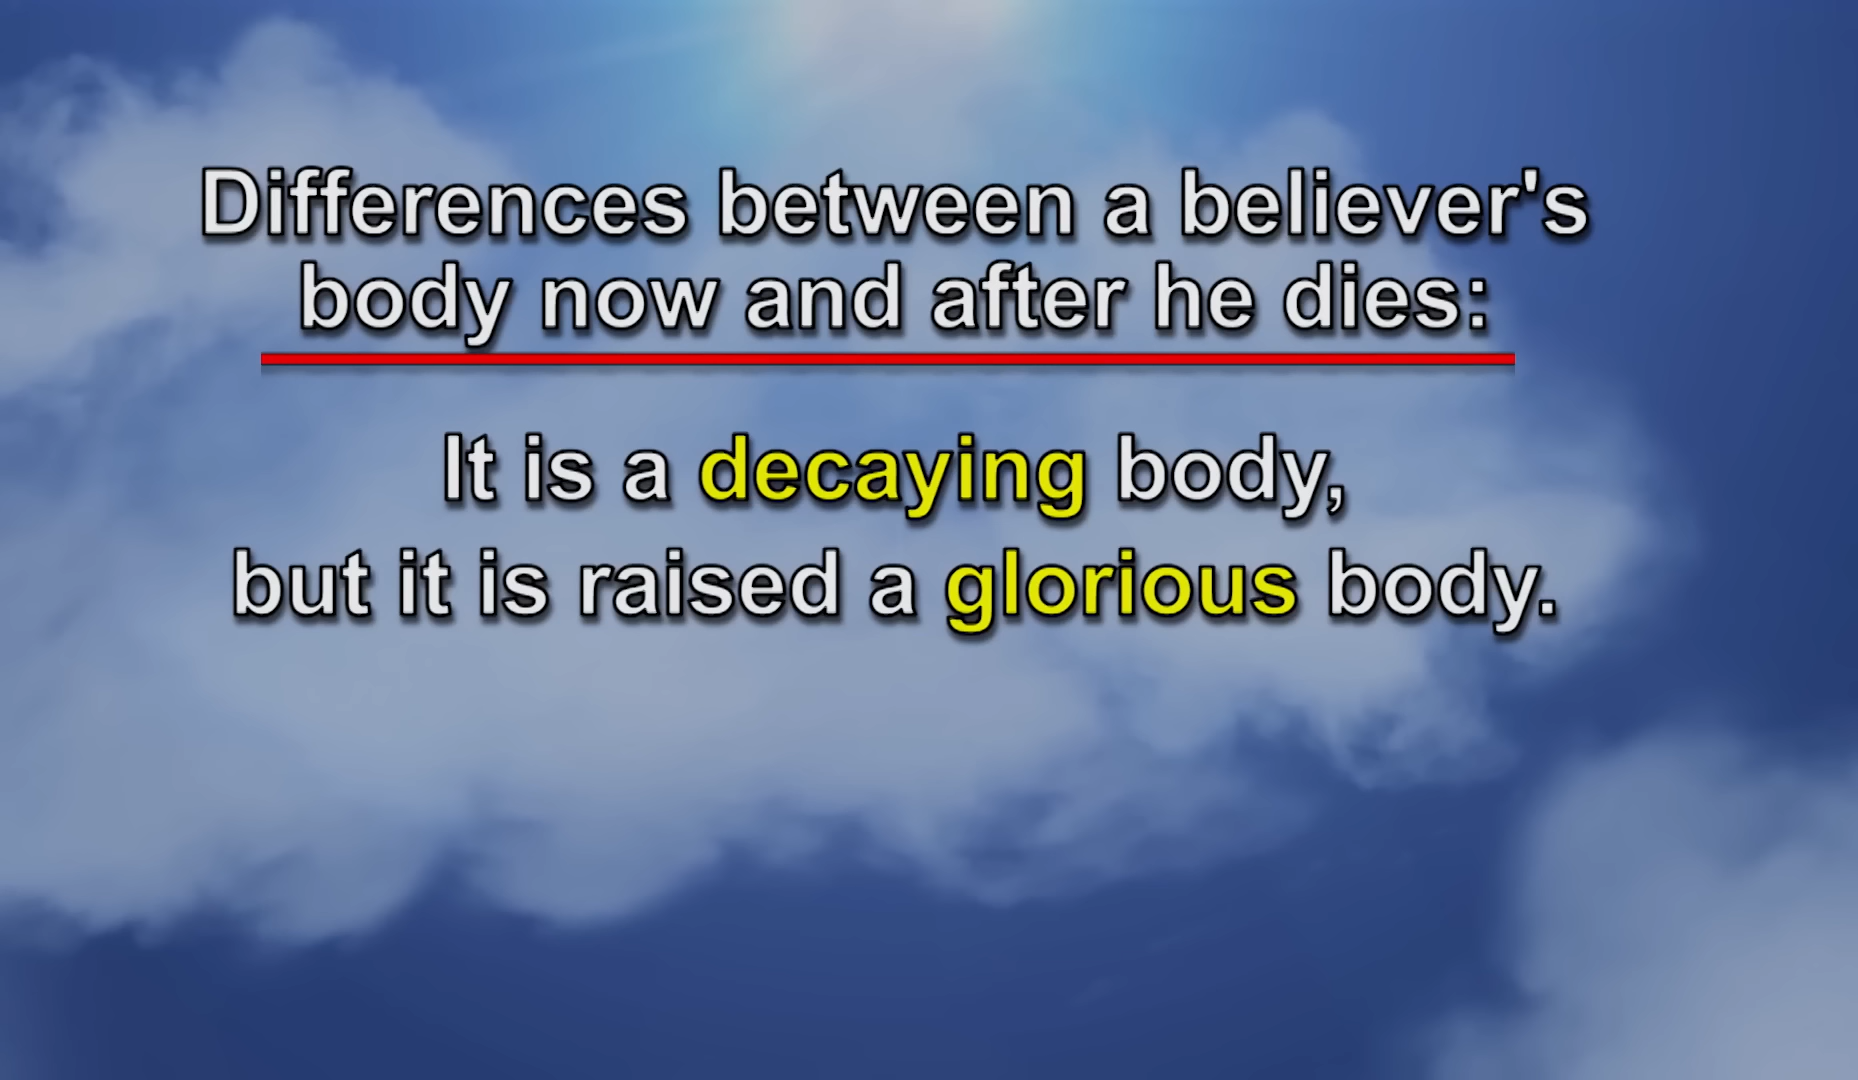 Differences between a believer's
body now and after he dies:
It is a decaying body,
but it is raised a glorious body.